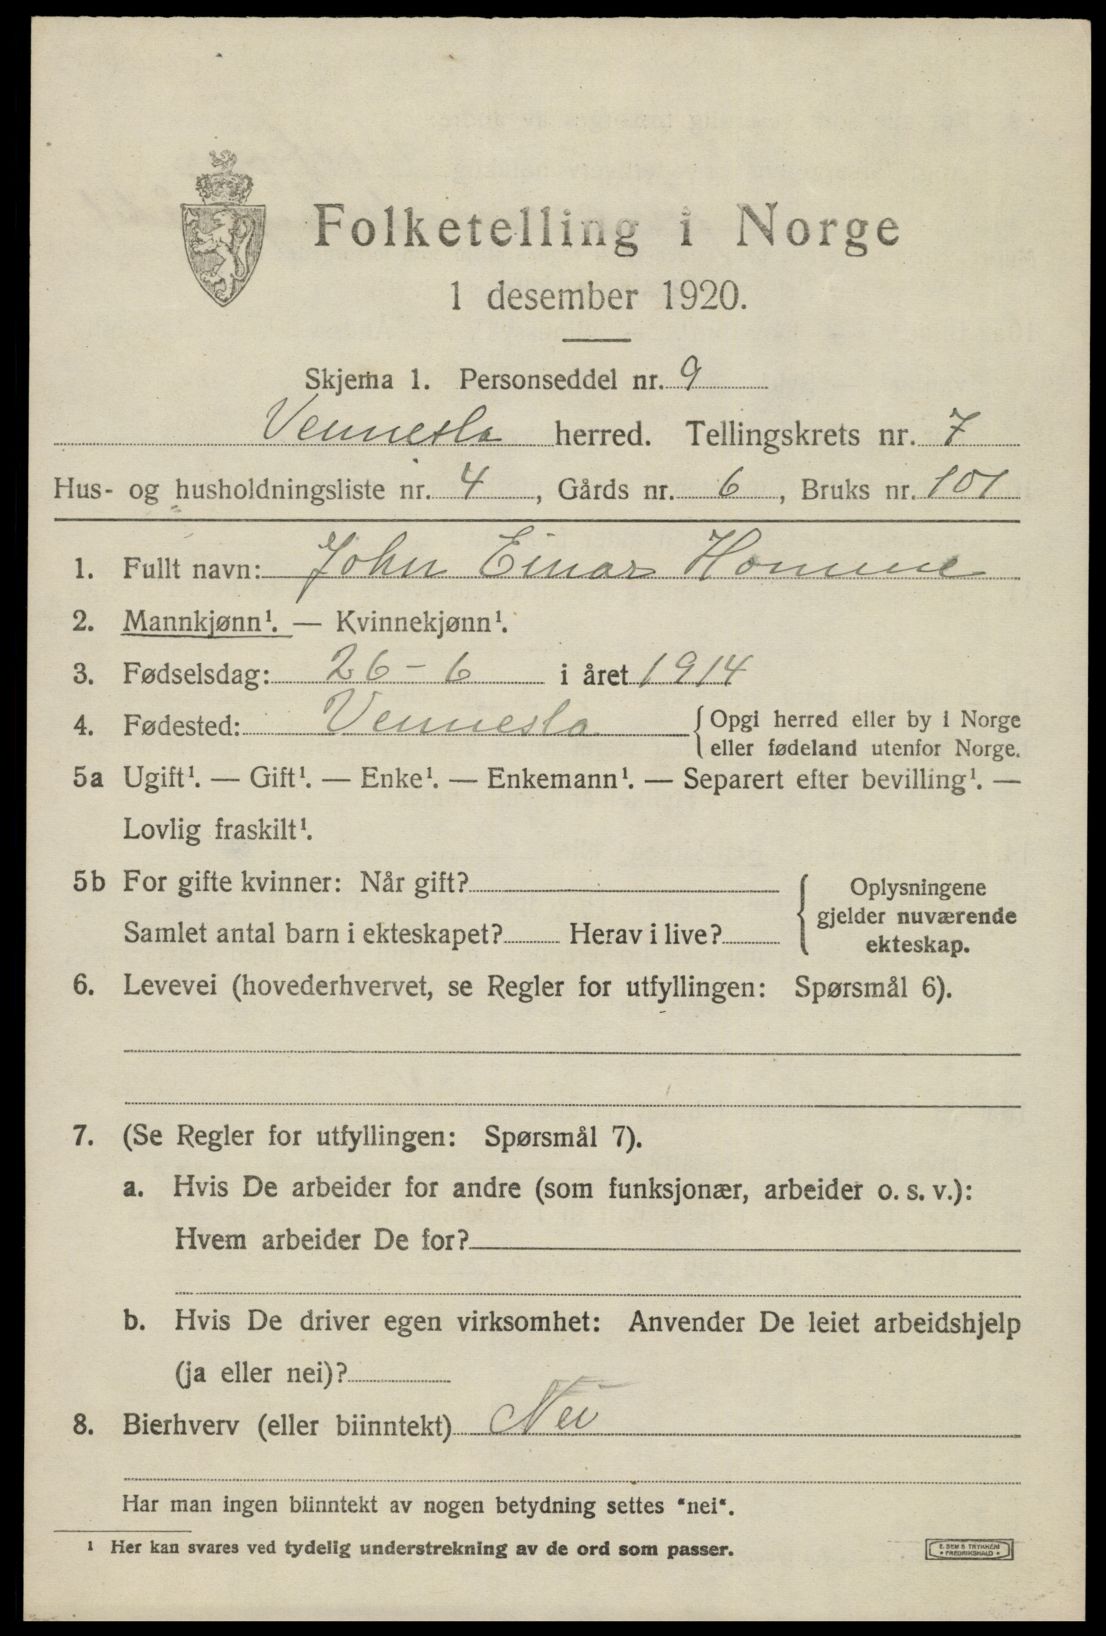 Folketelling i Norge
1 desember 1920.
Skjema 1. Personseddel nr. 9
Vennesla herred. Tellingskrets nr. 7
Hus- og husholdningsliste nr. 4, Gårds nr. 6, Bruks nr. 101
1. Fullt navn: John Einar Homme
2. Mannkjønn¹. — Kvinnekjønn¹.
3. Fødselsdag: 26-6 i året 1914
4. Fødested: Vennesla { Opgi herred eller by i Norge
eller fødeland utenfor Norge.
5a Ugift¹. — Gift¹. — Enke¹. — Enkemann¹. — Separert efter bevilling¹. —
Lovlig fraskilt¹.
5b For gifte kvinner: Når gift?
Samlet antal barn i ekteskapet? Herav i live?
{ Oplysningene
gjelder nuværende
ekteskap.
6. Levevei (hovederhvervet, se Regler for utfyllingen: Spørsmål 6).
7. (Se Regler for utfyllingen: Spørsmål 7).
a. Hvis De arbeider for andre (som funksjonær, arbeider o. s. v.):
Hvem arbeider De for?
b. Hvis De driver egen virksomhet: Anvender De leiet arbeidshjelp
(ja eller nei)?
8. Bierhverv (eller biinntekt) Nei
Har man ingen biinntekt av nogen betydning settes "nei".
¹ Her kan svares ved tydelig understrekning av de ord som passer.
E. SEM S TRYKKERI
• FREDRIKSHALD •